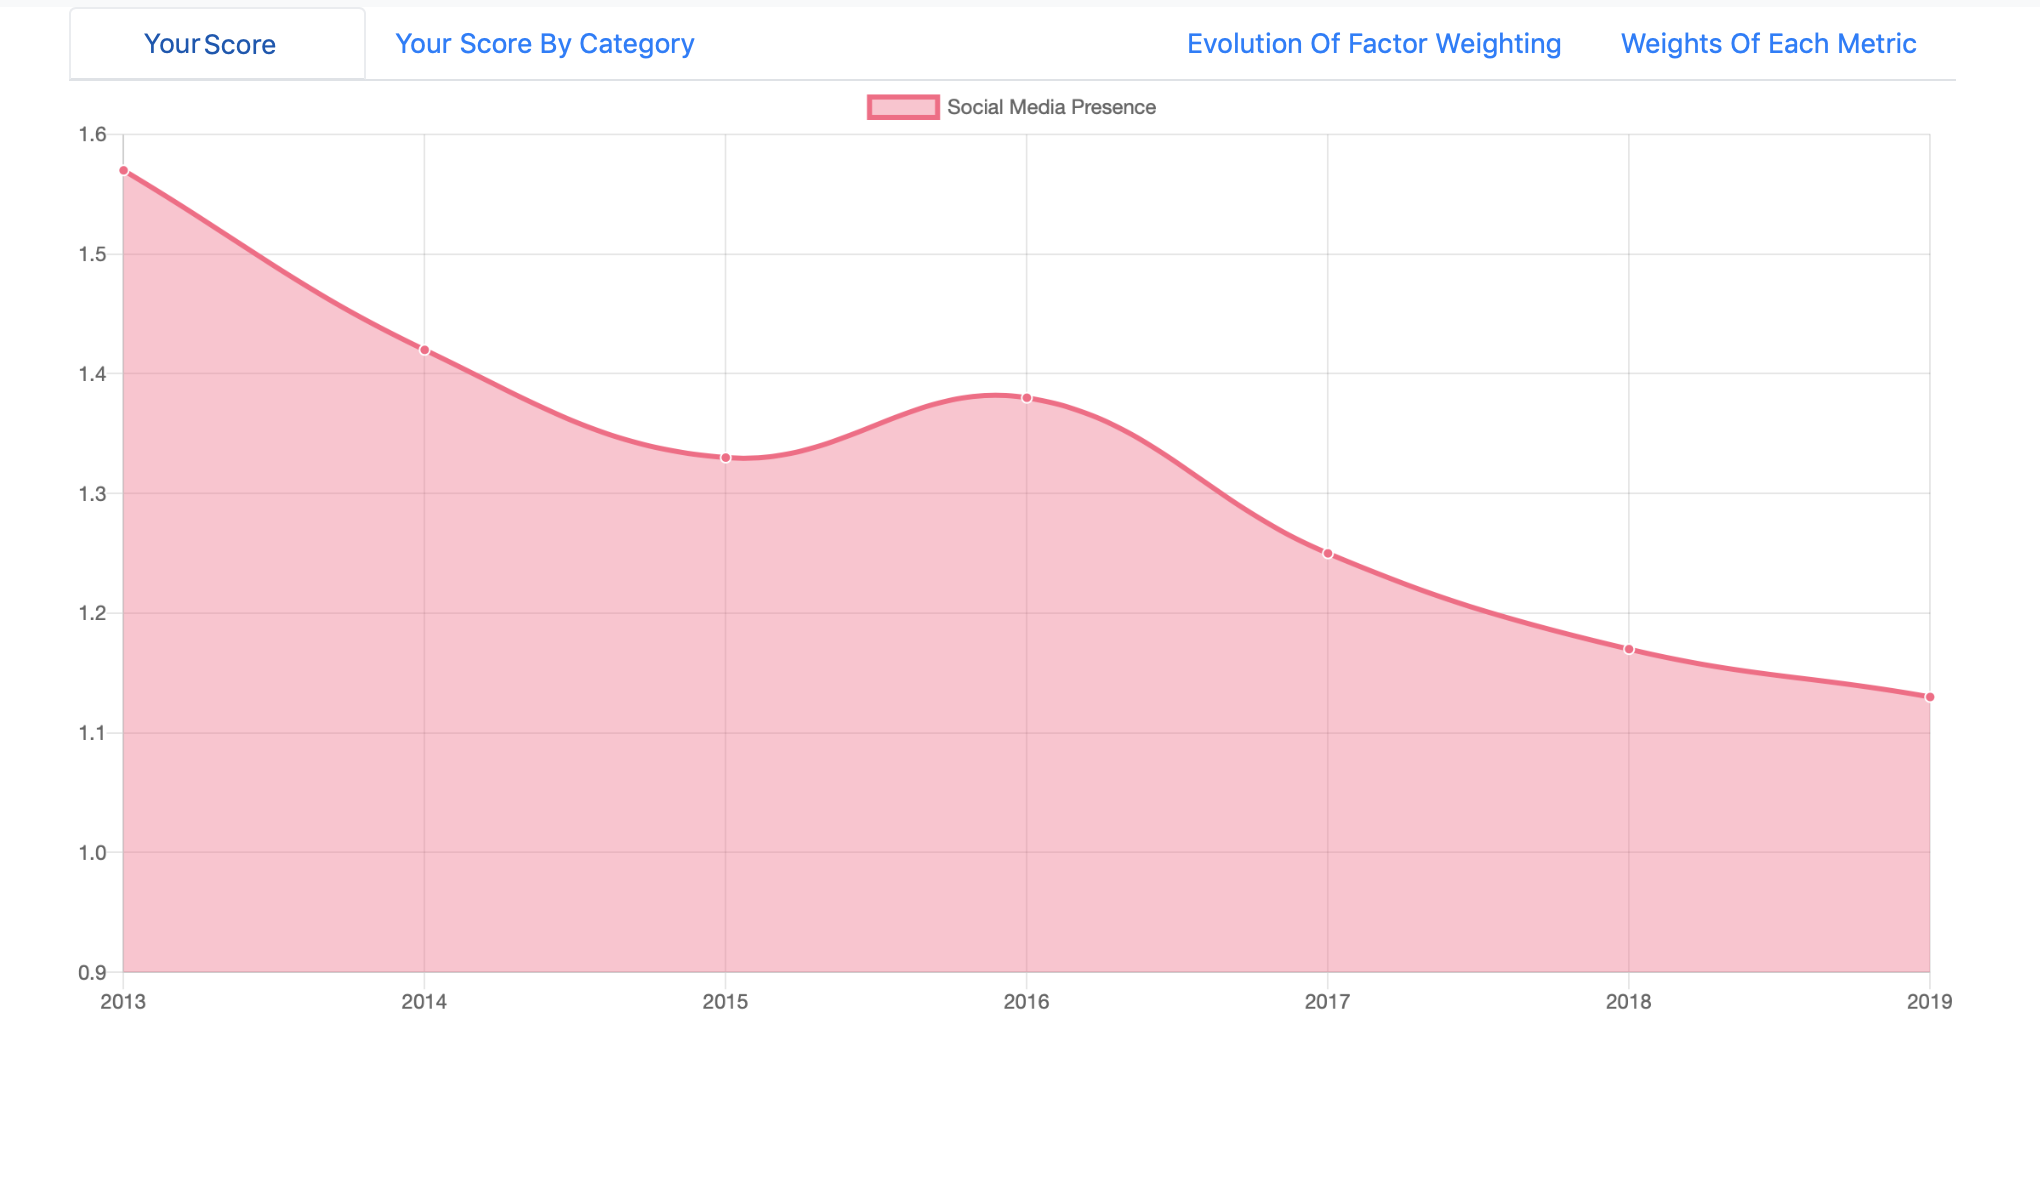 Your Score
Your Score By Category
Evolution Of Factor Weighting
Weights Of Each Metric
Social Media Presence
1.6
1.5
1.4
1.3
1.2
1.1
1.0
0.9
2013 2014 2015 2016 2017 2018 2019